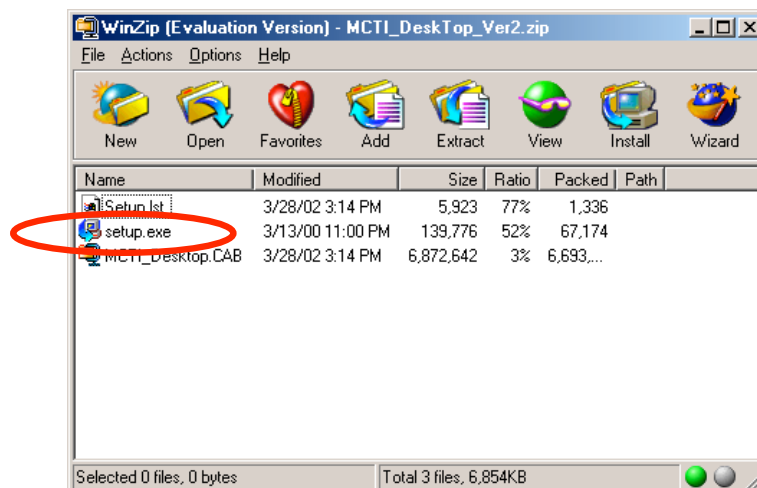 WinZip (Evaluation Version) - MCTI_DeskTop_Ver2.zip
File Actions Options Help
New Open Favorites Add Extract View Install Wizard
Name Modified Size Ratio Packed Path
Setup.lst 3/28/02 3:14 PM 5,923 77% 1,336
setup.exe 3/13/00 11:00 PM 139,776 52% 67,174
MCTI_Desktop.CAB 3/28/02 3:14 PM 6,872,642 3% 6,693,...
Selected 0 files, 0 bytes Total 3 files, 6,854KB